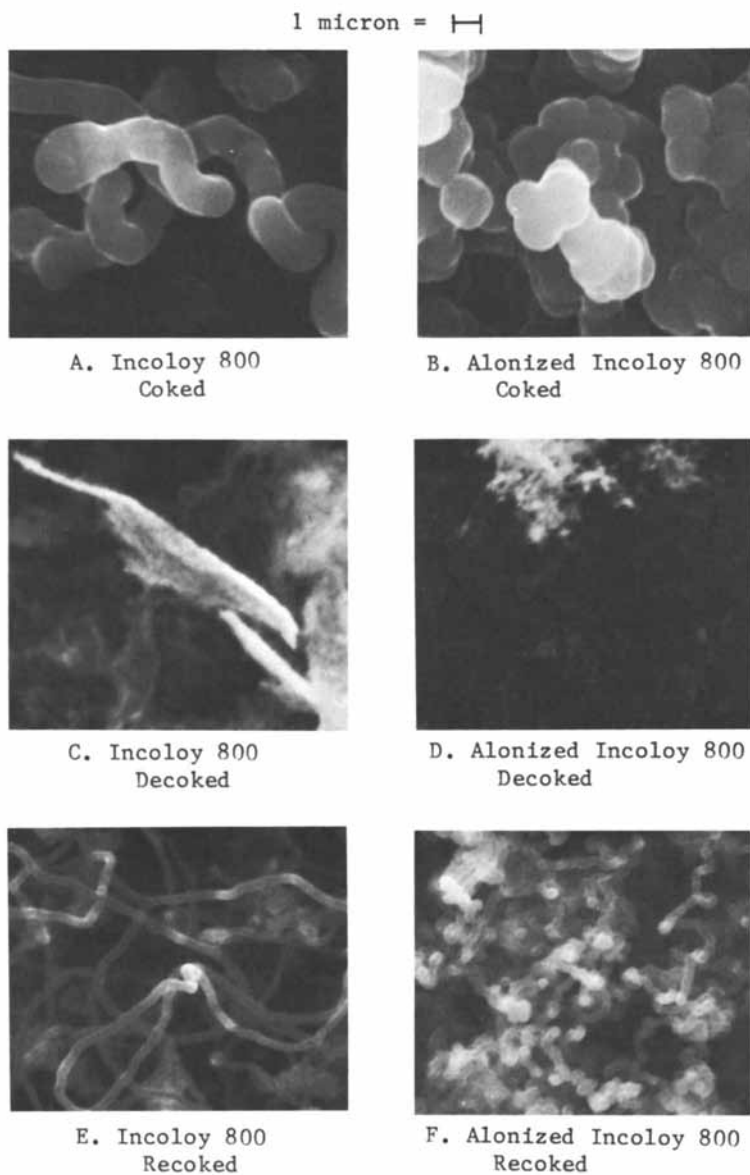 1 micron =
A. Incoloy 800
Coked
B. Alonized Incoloy 800
Coked
C. Incoloy 800
Decoked
D. Alonized Incoloy 800
Decoked
E. Incoloy 800
Recoked
F. Alonized Incoloy 800
Recoked